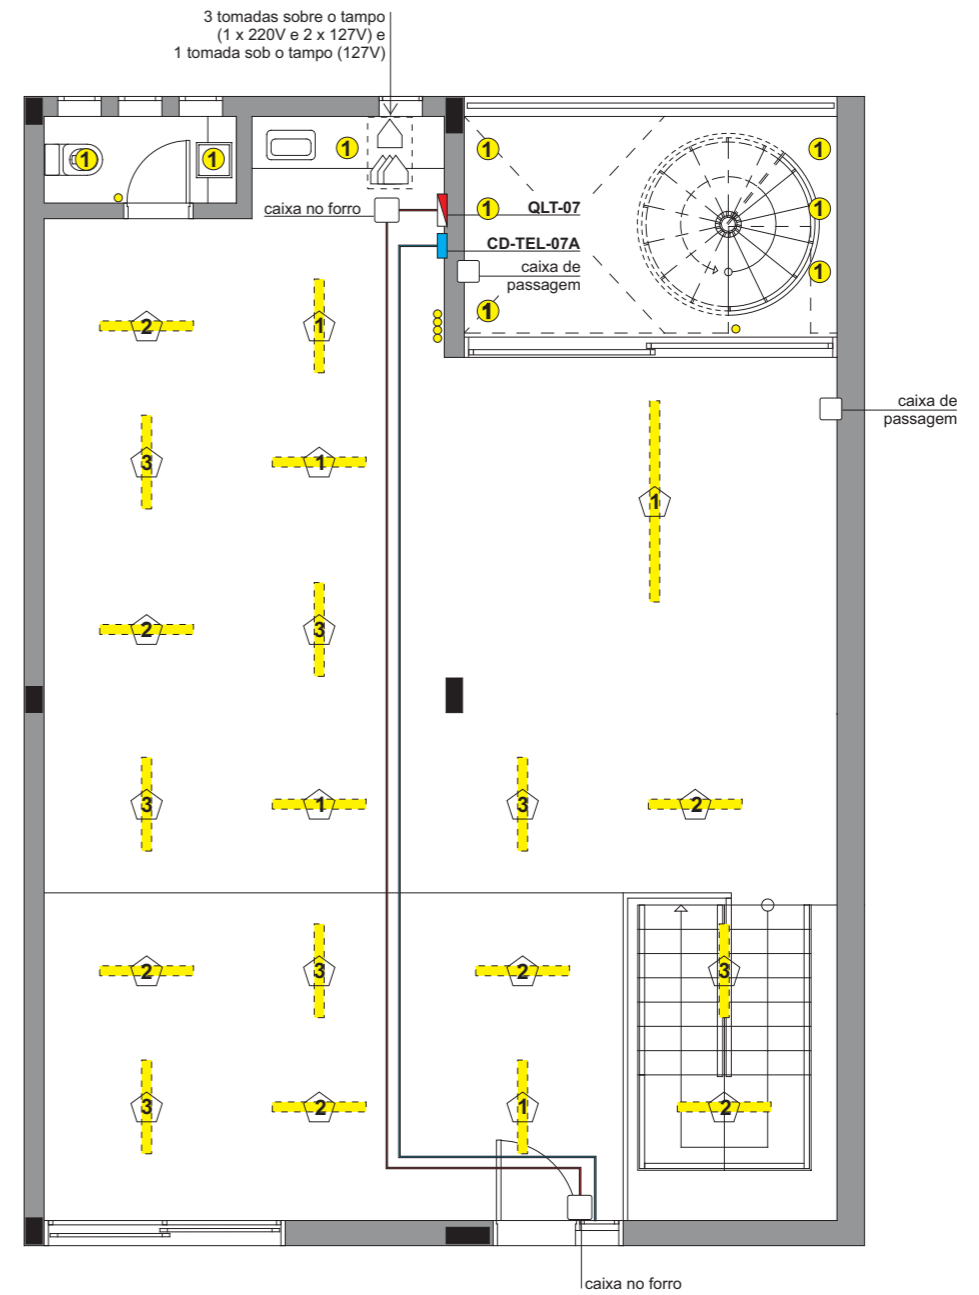 3 tomadas sobre o tampo
(1 x 220V e 2 x 127V) e
1 tomada sob o tampo (127V)
1 1 1 1 1
caixa no forro
1 QLT-07 1
CD-TEL-07A
caixa de
passagem
1
1
2 1
caixa de
passagem
3 1
1
2 3
3 1 3 2
2 3 2 3
3 2 1 2
caixa no forro